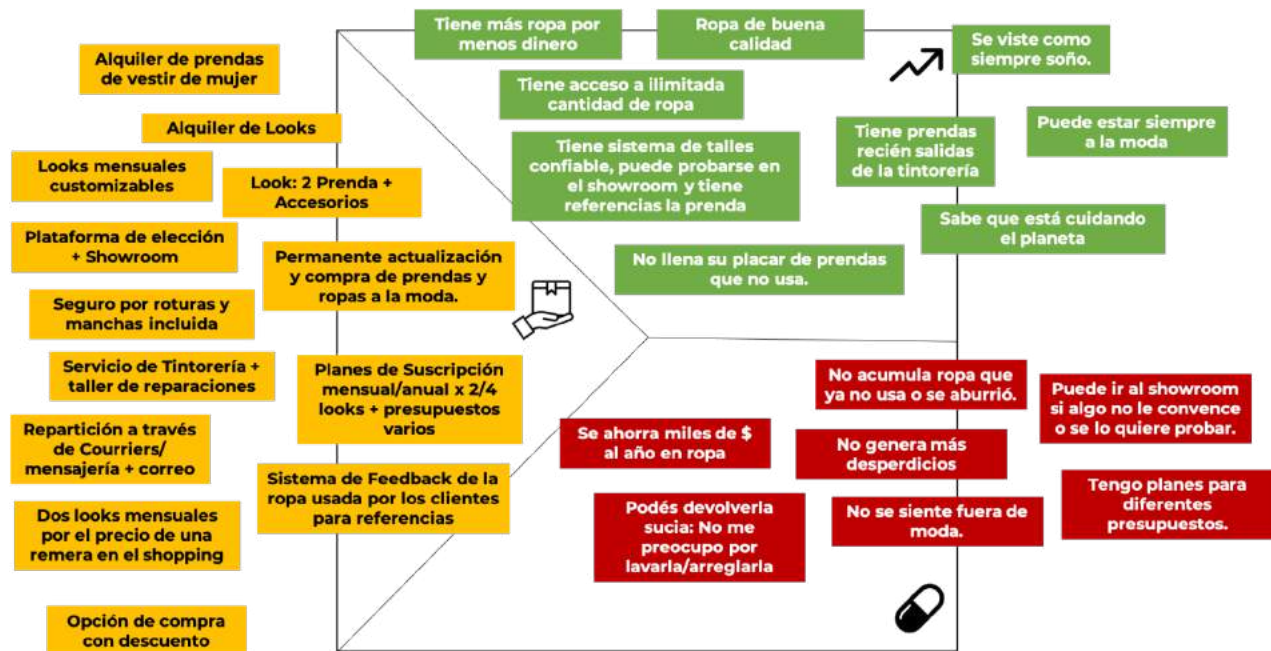 Alquiler de prendas
de vestir de mujer
Alquiler de Looks
Looks mensuales
customizables
Look: 2 Prenda +
Accesorios
Plataforma de elección
+ Showroom
Permanente actualización
y compra de prendas y
ropas a la moda.
Seguro por roturas y
manchas incluida
Servicio de Tintorería +
taller de reparaciones
Planes de Suscripción
mensual/anual x 2/4
looks + presupuestos
varios
Repartición a través
de Courriers/
mensajería + correo
Sistema de Feedback de la
ropa usada por los clientes
para referencias
Dos looks mensuales
por el precio de una
remera en el shopping
Opción de compra
con descuento
Tiene más ropa por
menos dinero
Ropa de buena
calidad
Se viste como
siempre soño.
Tiene acceso a ilimitada
cantidad de ropa
Tiene sistema de talles
confiable, puede probarse en
el showroom y tiene
referencias la prenda
Tiene prendas
recién salidas
de la tintorería
Puede estar siempre
a la moda
Sabe que está cuidando
el planeta
No llena su placar de prendas
que no usa.
No acumula ropa que
ya no usa o se aburrió.
Puede ir al showroom
si algo no le convence
o se lo quiere probar.
Se ahorra miles de $
al año en ropa
No genera más
desperdicios
Podés devolverla
sucia: No me
preocupo por
lavarla/arreglarla
No se siente fuera de
moda.
Tengo planes para
diferentes
presupuestos.